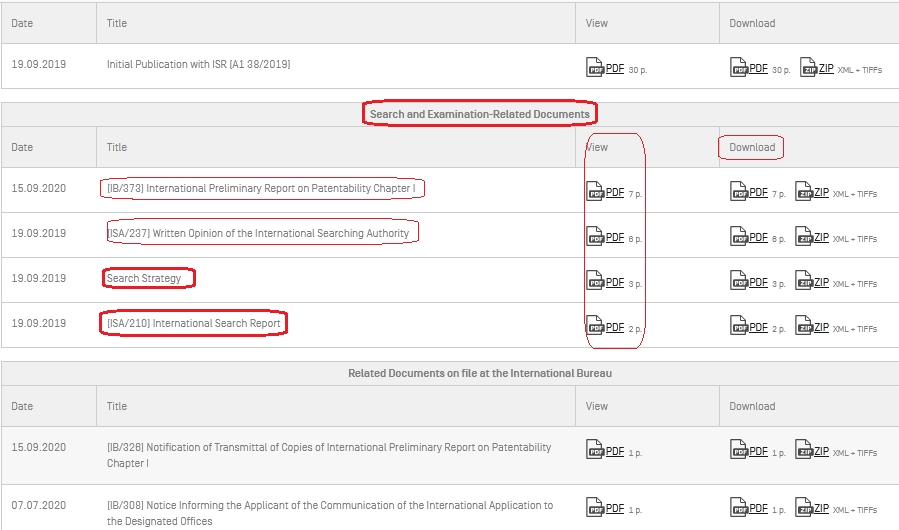 Date Title View Download
19.09.2019 Initial Publication with ISR [A1 38/2019] PDF 30 p. PDF 30 p. ZIP XML + TIFFs
Search and Examination-Related Documents
Date Title View Download
15.09.2020 [IB/373] International Preliminary Report on Patentability Chapter I PDF 7 p. PDF 7 p. ZIP XML + TIFFs
19.09.2019 [ISA/237] Written Opinion of the International Searching Authority PDF 6 p. PDF 6 p. ZIP XML + TIFFs
19.09.2019 Search Strategy PDF 3 p. PDF 3 p. ZIP XML + TIFFs
19.09.2019 [ISA/210] International Search Report PDF 2 p. PDF 2 p. ZIP XML + TIFFs
Related Documents on file at the International Bureau
Date Title View Download
15.09.2020 [IB/326] Notification of Transmittal of Copies of International Preliminary Report on Patentability PDF 1 p. PDF 1 p. ZIP XML + TIFFs
Chapter I
07.07.2020 [IB/308] Notice Informing the Applicant of the Communication of the International Application to PDF 1 p. PDF 1 p. ZIP XML + TIFFs
the Designated Offices